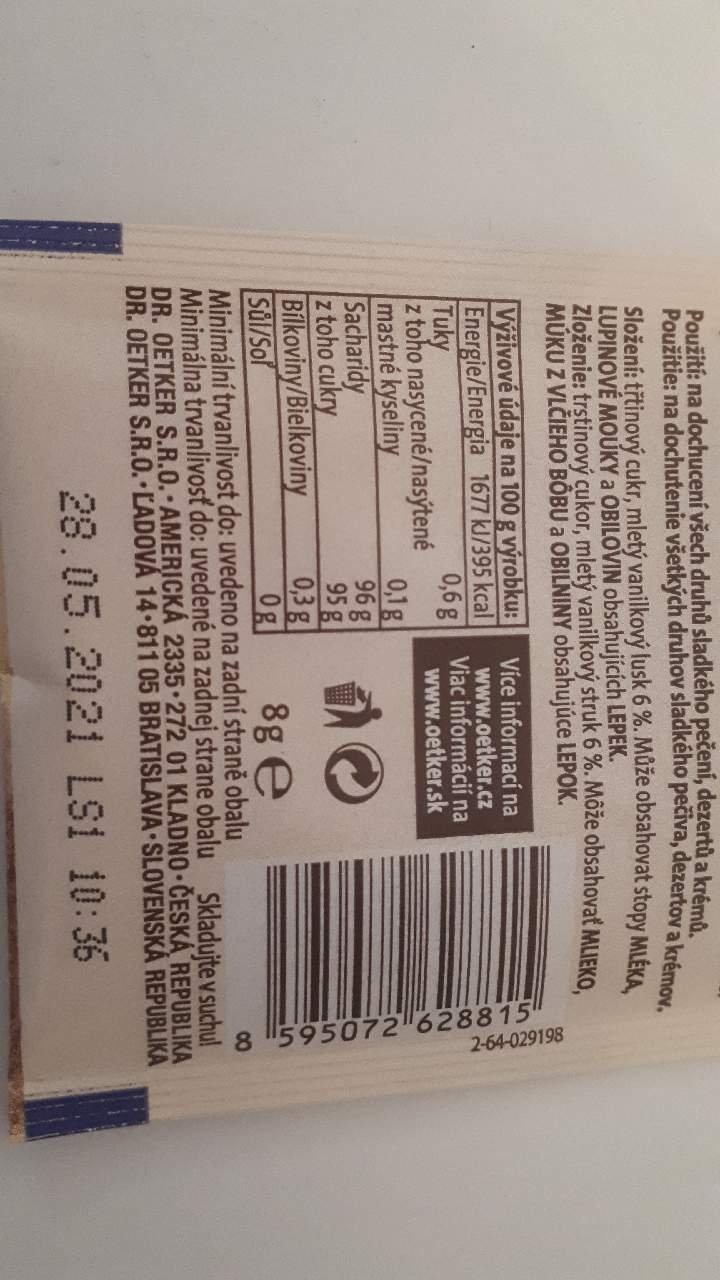 Použití: na dochucení všech druhů sladkého pečení, dezertů a krémů.
Použitie: na dochutenie všetkých druhov sladkého pečiva, dezertov a krémov.
Složení: třtinový cukr, mletý vanilkový lusk 6 %. Může obsahovat stopy MLÉKA,
LUPINOVÉ MOUKY a OBILOVIN obsahujících LEPEK.
Zloženie: trstinový cukor, mletý vanilkový struk 6 %. Môže obsahovať MLIEKO,
MÚKU Z VLČIEHO BÔBU a OBILNINY obsahujúce LEPOK.
Výživové údaje na 100 g výrobku:
Energie/Energia 1677 kJ/395 kcal
Tuky 0,6 g
z toho nasycené/nasýtené
mastné kyseliny 0,1 g
Sacharidy 96 g
z toho cukry 95 g
Bílkoviny/Bielkoviny 0,3 g
Sůl/Soľ 0 g
Více informací na
www.oetker.cz
Viac informácií na
www.oetker.sk
8g e
2-64-029198
8 595072 628815
Minimální trvanlivost do: uvedeno na zadní straně obalu
Minimálna trvanlivosť do: uvedené na zadnej strane obalu Skladujte v suchu!
DR. OETKER S.R.O. • AMERICKÁ 2335 • 272 01 KLADNO • ČESKÁ REPUBLIKA
DR. OETKER S.R.O. • ĽADOVÁ 14 • 811 05 BRATISLAVA • SLOVENSKÁ REPUBLIKA
28.05.2021 L91 10:36